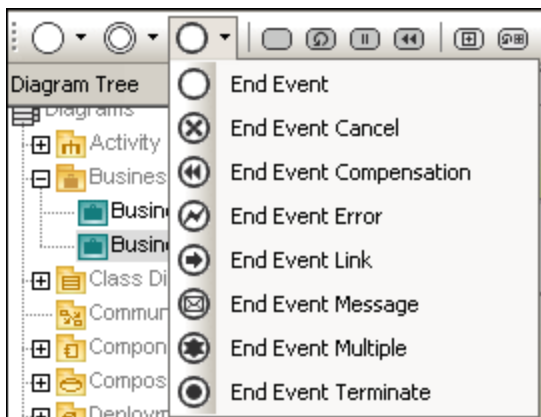 Diagram Tree
Diagrams
Activity
Busines
Busin
Busin
Class Di
Commun
Compon
Compos
Deploym
End Event
End Event Cancel
End Event Compensation
End Event Error
End Event Link
End Event Message
End Event Multiple
End Event Terminate